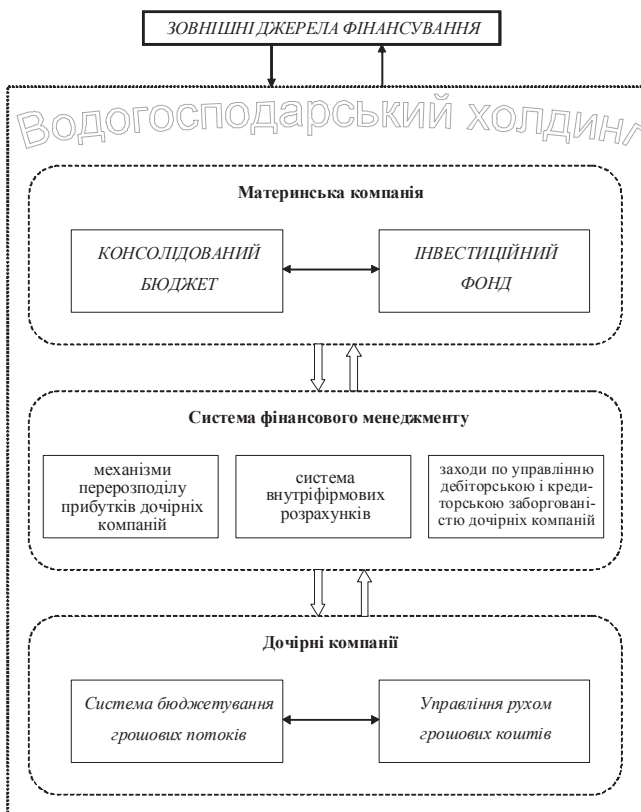 ЗОВНІШНІ ДЖЕРЕЛА ФІНАНСУВАННЯ
Водогосподарський холдинг
Материнська компанія
КОНСОЛІДОВАНИЙ
БЮДЖЕТ
ІНВЕСТИЦІЙНИЙ
ФОНД
Система фінансового менеджменту
механізми
перерозподілу
прибутків дочірніх
компаній
система
внутріфірмових
розрахунків
заходи по управлінню
дебіторською і креди-
торською заборговані-
стю дочірніх компаній
Дочірні компанії
Система бюджетування
грошових потоків
Управління рухом
грошових коштів